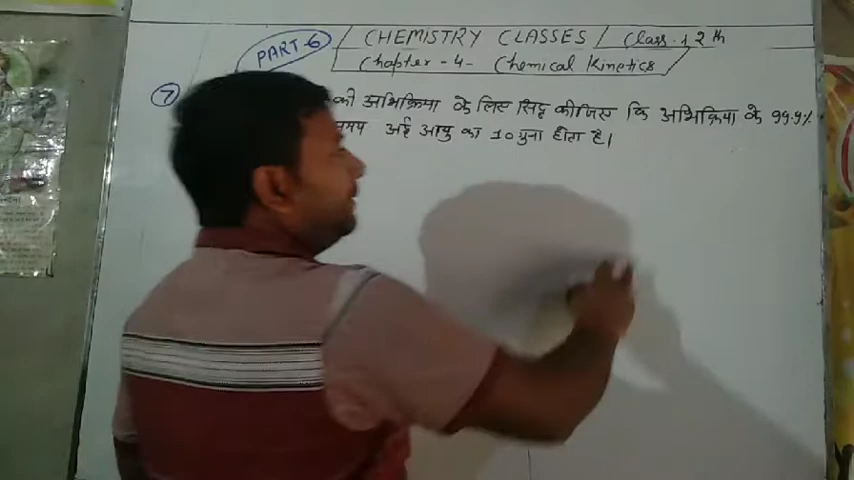 PART-6
CHEMISTRY CLASSES / Class-12th
Chapter-4- Chemical Kinetics
7 की अभिक्रिया के लिए सिद्ध कीजिए कि अभिक्रिया के 99.9%
समय अर्द्ध आयु का 10 गुना होता है।